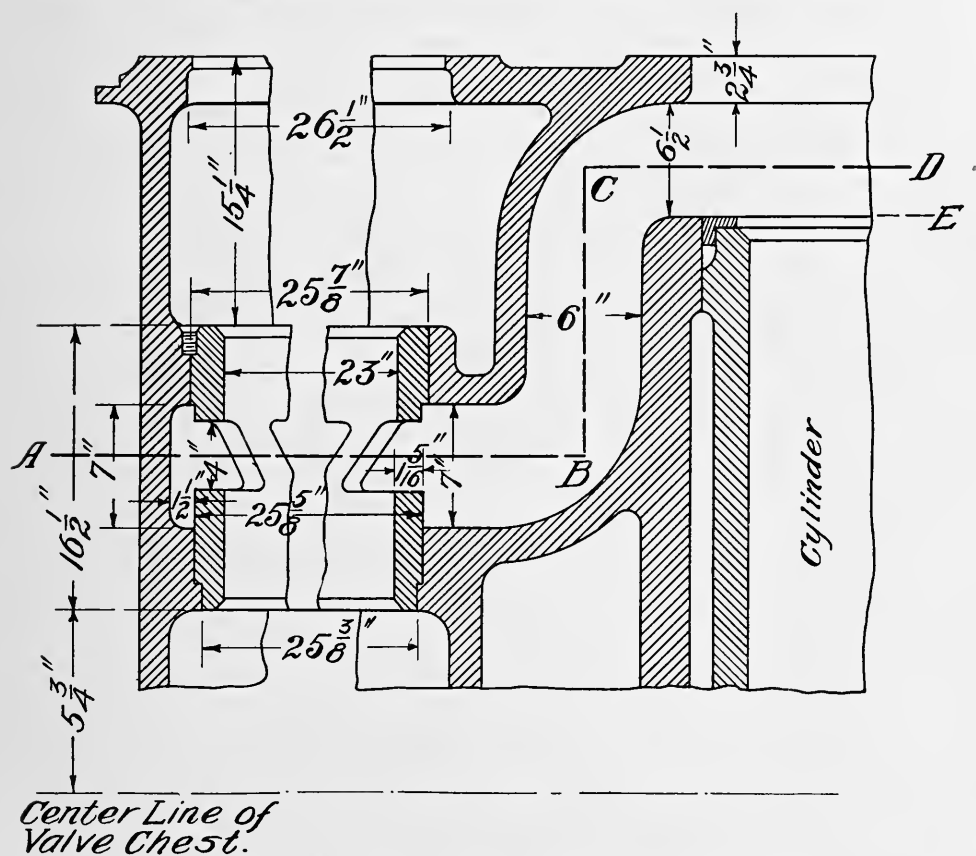 2 3/4"
26 1/2"
6 1/2"
C
D
15 1/4"
E
25 7/8"
6"
23"
A
7"
4"
1 5/16"
7"
B
1 1/2"
25 5/8"
16 1/2"
Cylinder
25 3/8"
5 3/4"
Center Line of
Valve Chest.